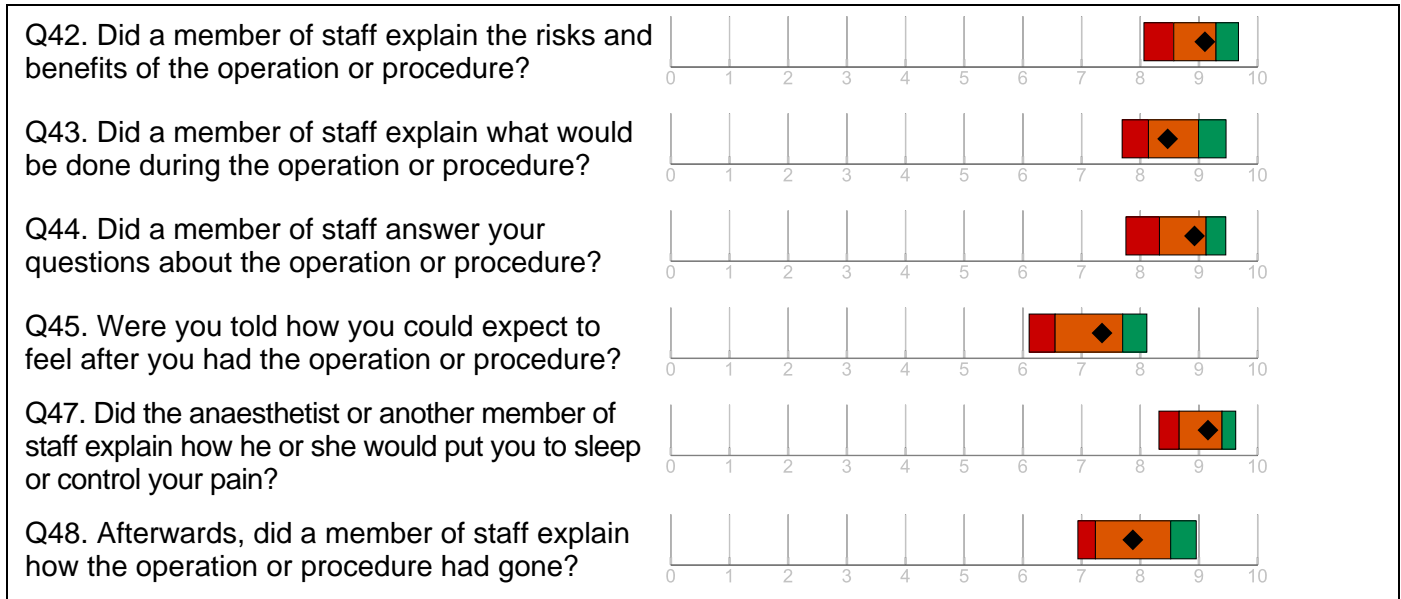 Q42. Did a member of staff explain the risks and
benefits of the operation or procedure?
0 1 2 3 4 5 6 7 8 9 10
Q43. Did a member of staff explain what would
be done during the operation or procedure?
0 1 2 3 4 5 6 7 8 9 10
Q44. Did a member of staff answer your
questions about the operation or procedure?
0 1 2 3 4 5 6 7 8 9 10
Q45. Were you told how you could expect to
feel after you had the operation or procedure?
0 1 2 3 4 5 6 7 8 9 10
Q47. Did the anaesthetist or another member of
staff explain how he or she would put you to sleep
or control your pain?
0 1 2 3 4 5 6 7 8 9 10
Q48. Afterwards, did a member of staff explain
how the operation or procedure had gone?
0 1 2 3 4 5 6 7 8 9 10